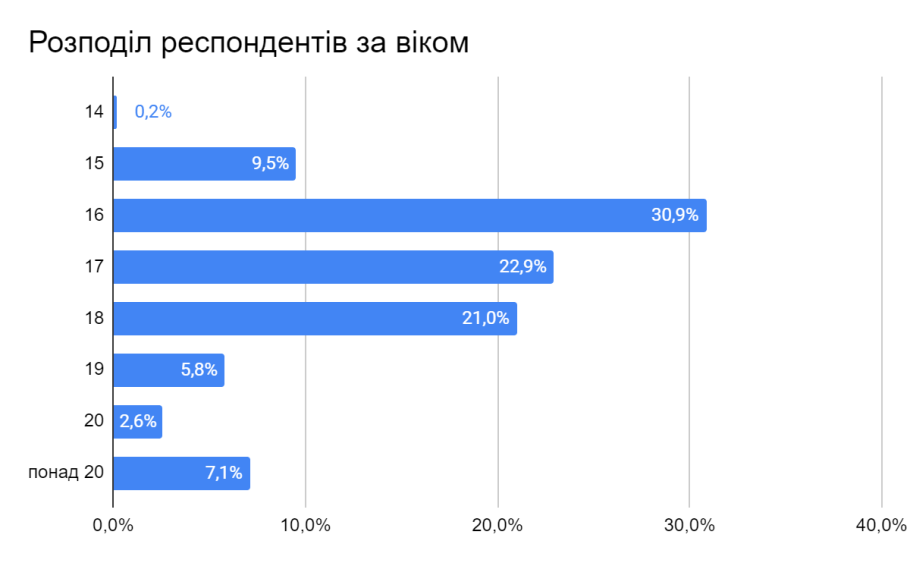 Розподіл респондентів за віком
14 0,2%
15 9,5%
16 30,9%
17 22,9%
18 21,0%
19 5,8%
20 2,6%
понад 20 7,1%
0,0% 10,0% 20,0% 30,0% 40,0%